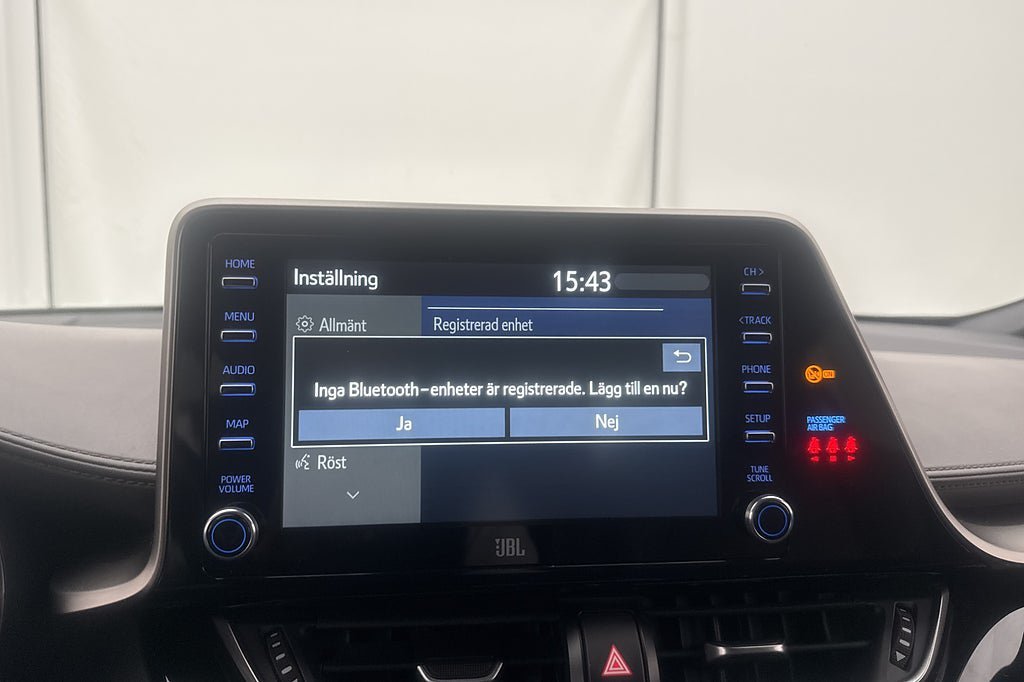 HOME
MENU
AUDIO
MAP
POWER
VOLUME
Inställning
15:43
Allmänt
Registrerad enhet
Inga Bluetooth-enheter är registrerade. Lägg till en nu?
Ja
Nej
Röst
JBL
CH >
< TRACK
PHONE
SETUP
TUNE
SCROLL
ON
PASSENGER
AIR BAG